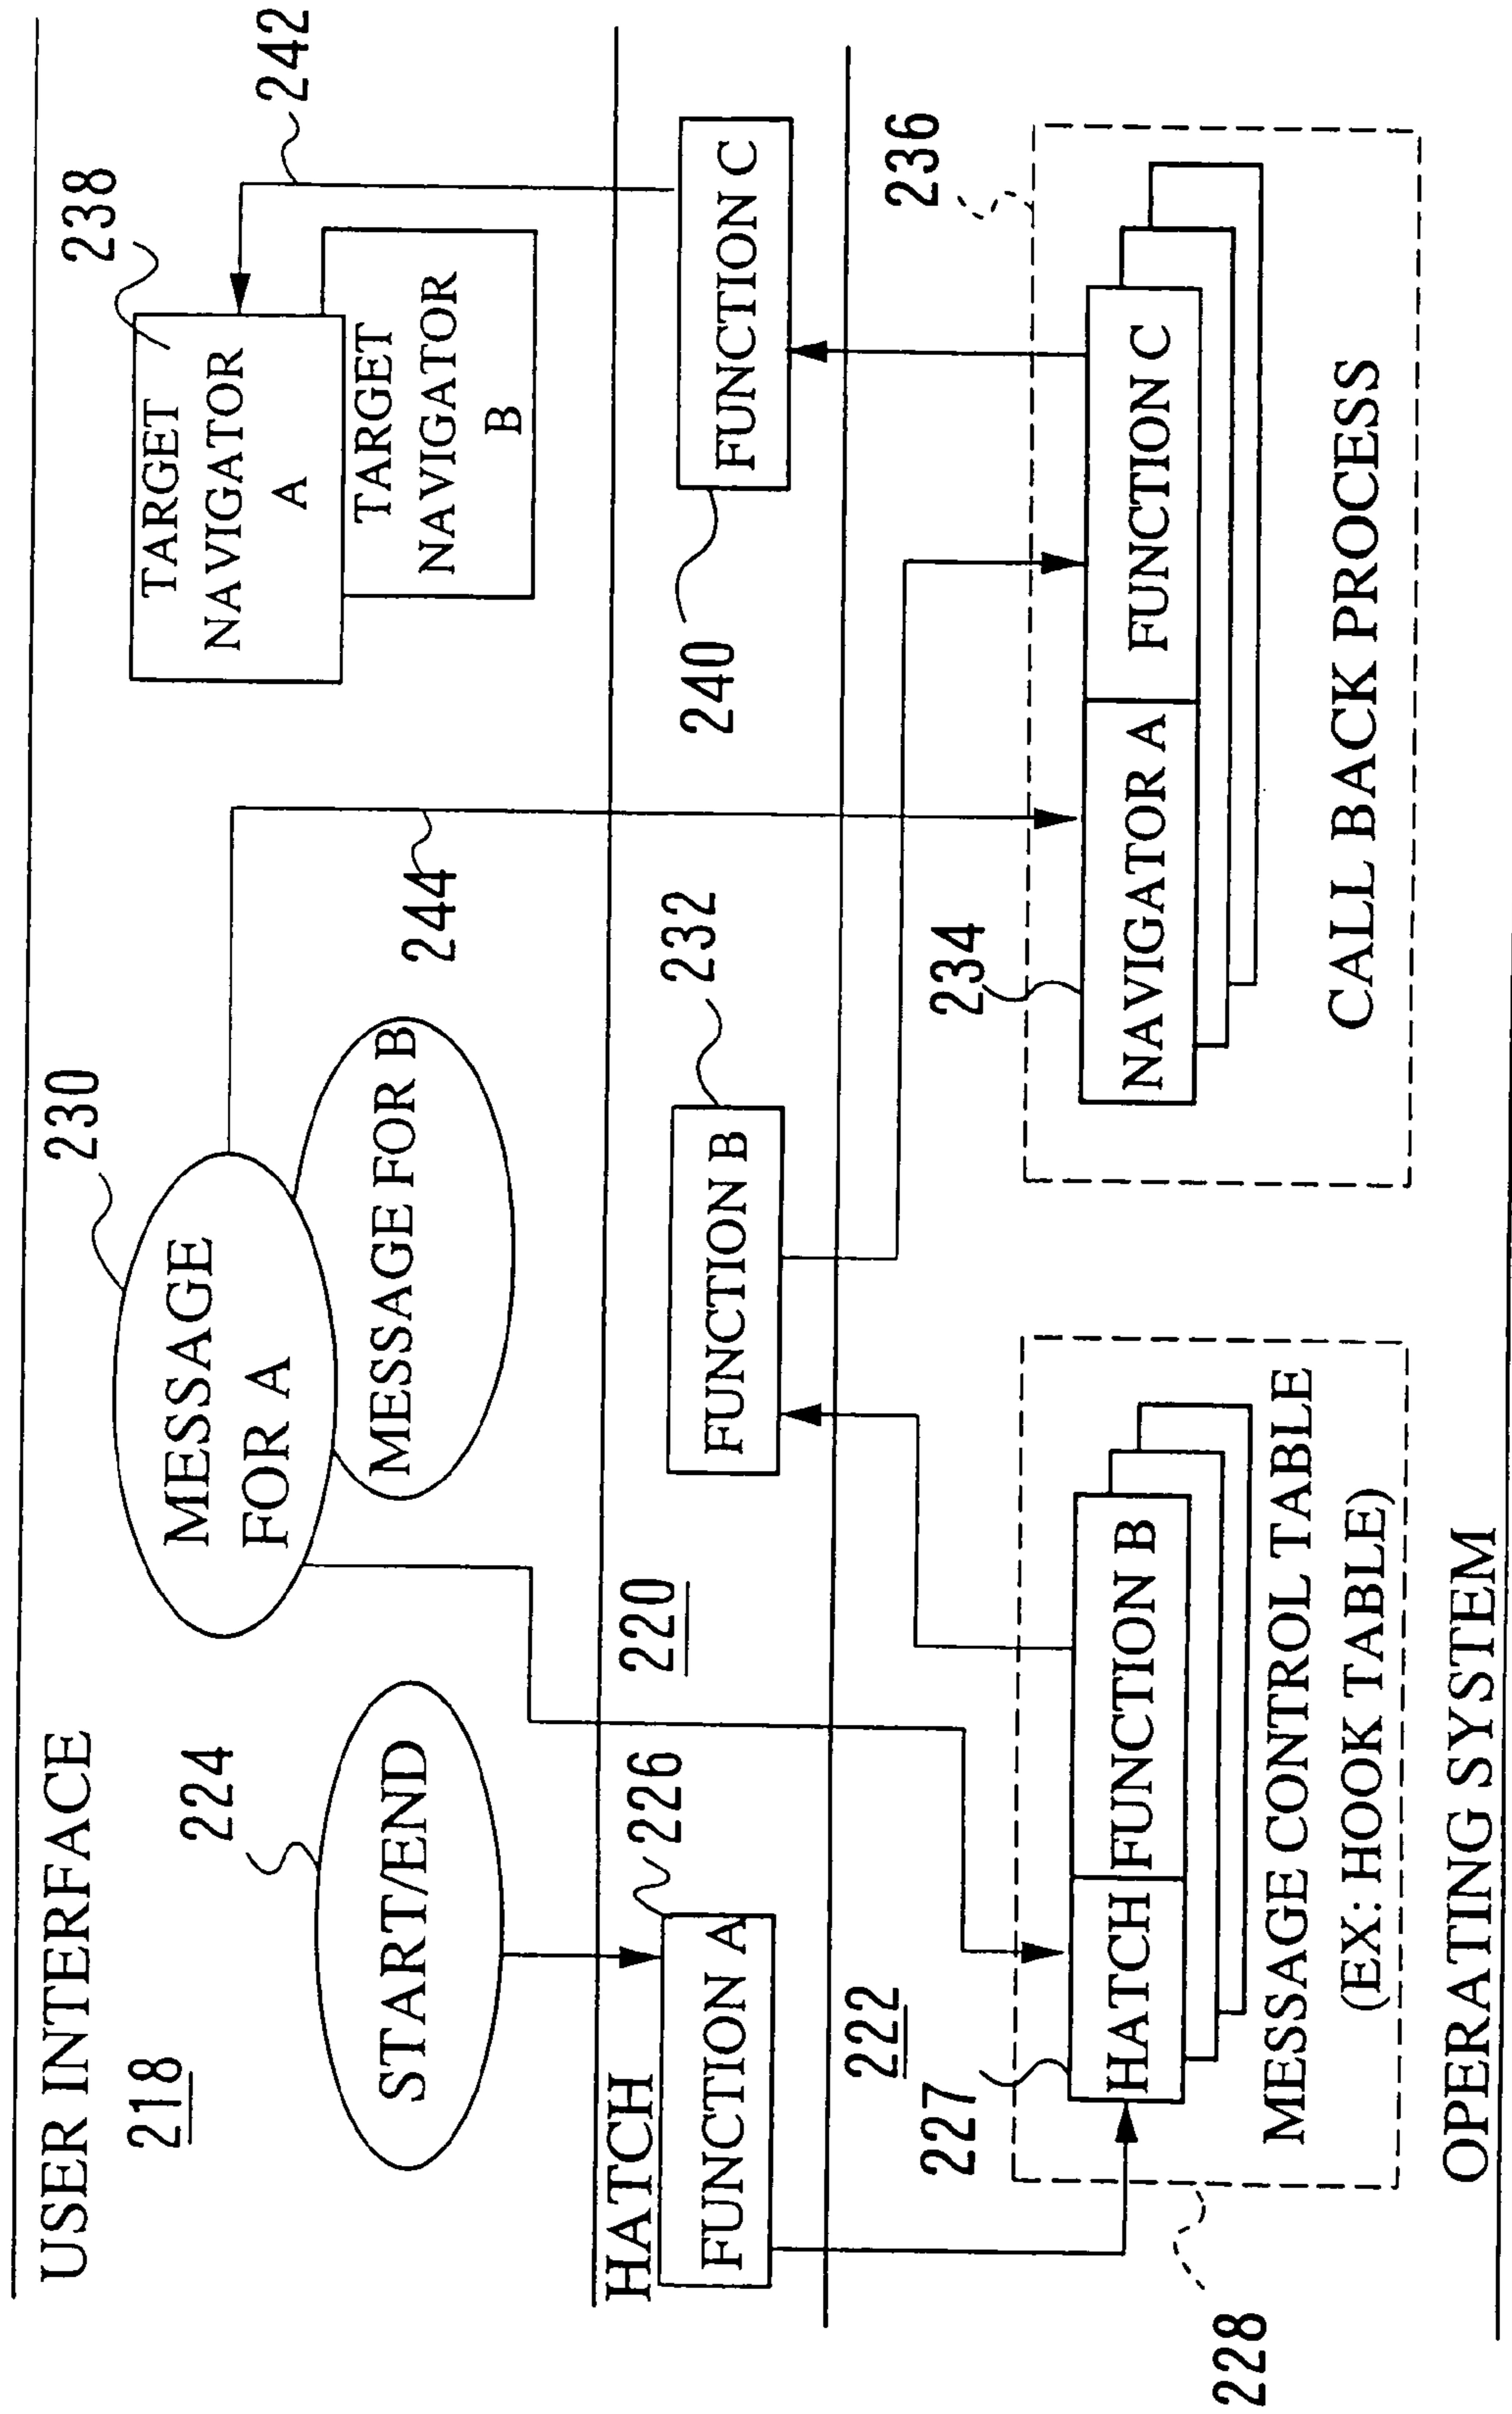 USER INTERFACE
218
224
START/END
230
MESSAGE
FOR A
MESSAGE FOR B
244
238
TARGET
NAVIGATOR
A
TARGET
NAVIGATOR
B
242
HATCH
226
FUNCTION A
220
232
FUNCTION B
240
FUNCTION C
222
227
HATCH
FUNCTION B
MESSAGE CONTROL TABLE
(EX: HOOK TABLE)
228
234
NAVIGATOR A
FUNCTION C
236
CALL BACK PROCESS
OPERATING SYSTEM